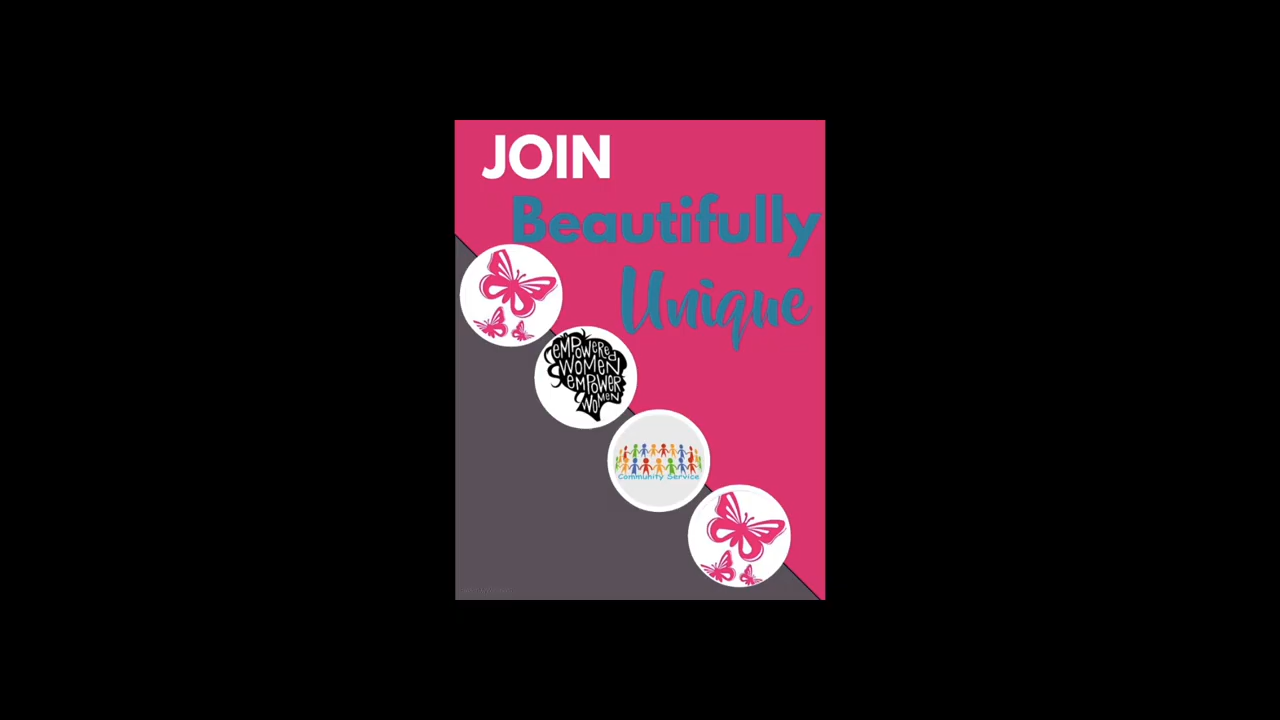 JOIN
Beautifully
Unique
EMPOWERED
WOMEN
EMPOWER
WOMEN
Community Service